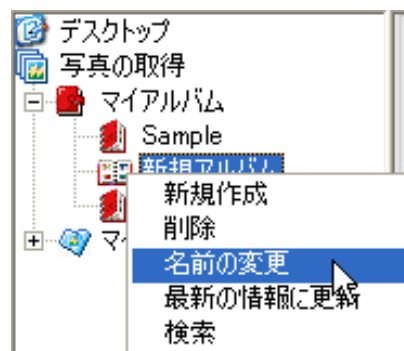 デスクトップ
写真の取得
マイアルバム
Sample
新規アルバム
新規作成
削除
マ
名前の変更
最新の情報に更新
検索